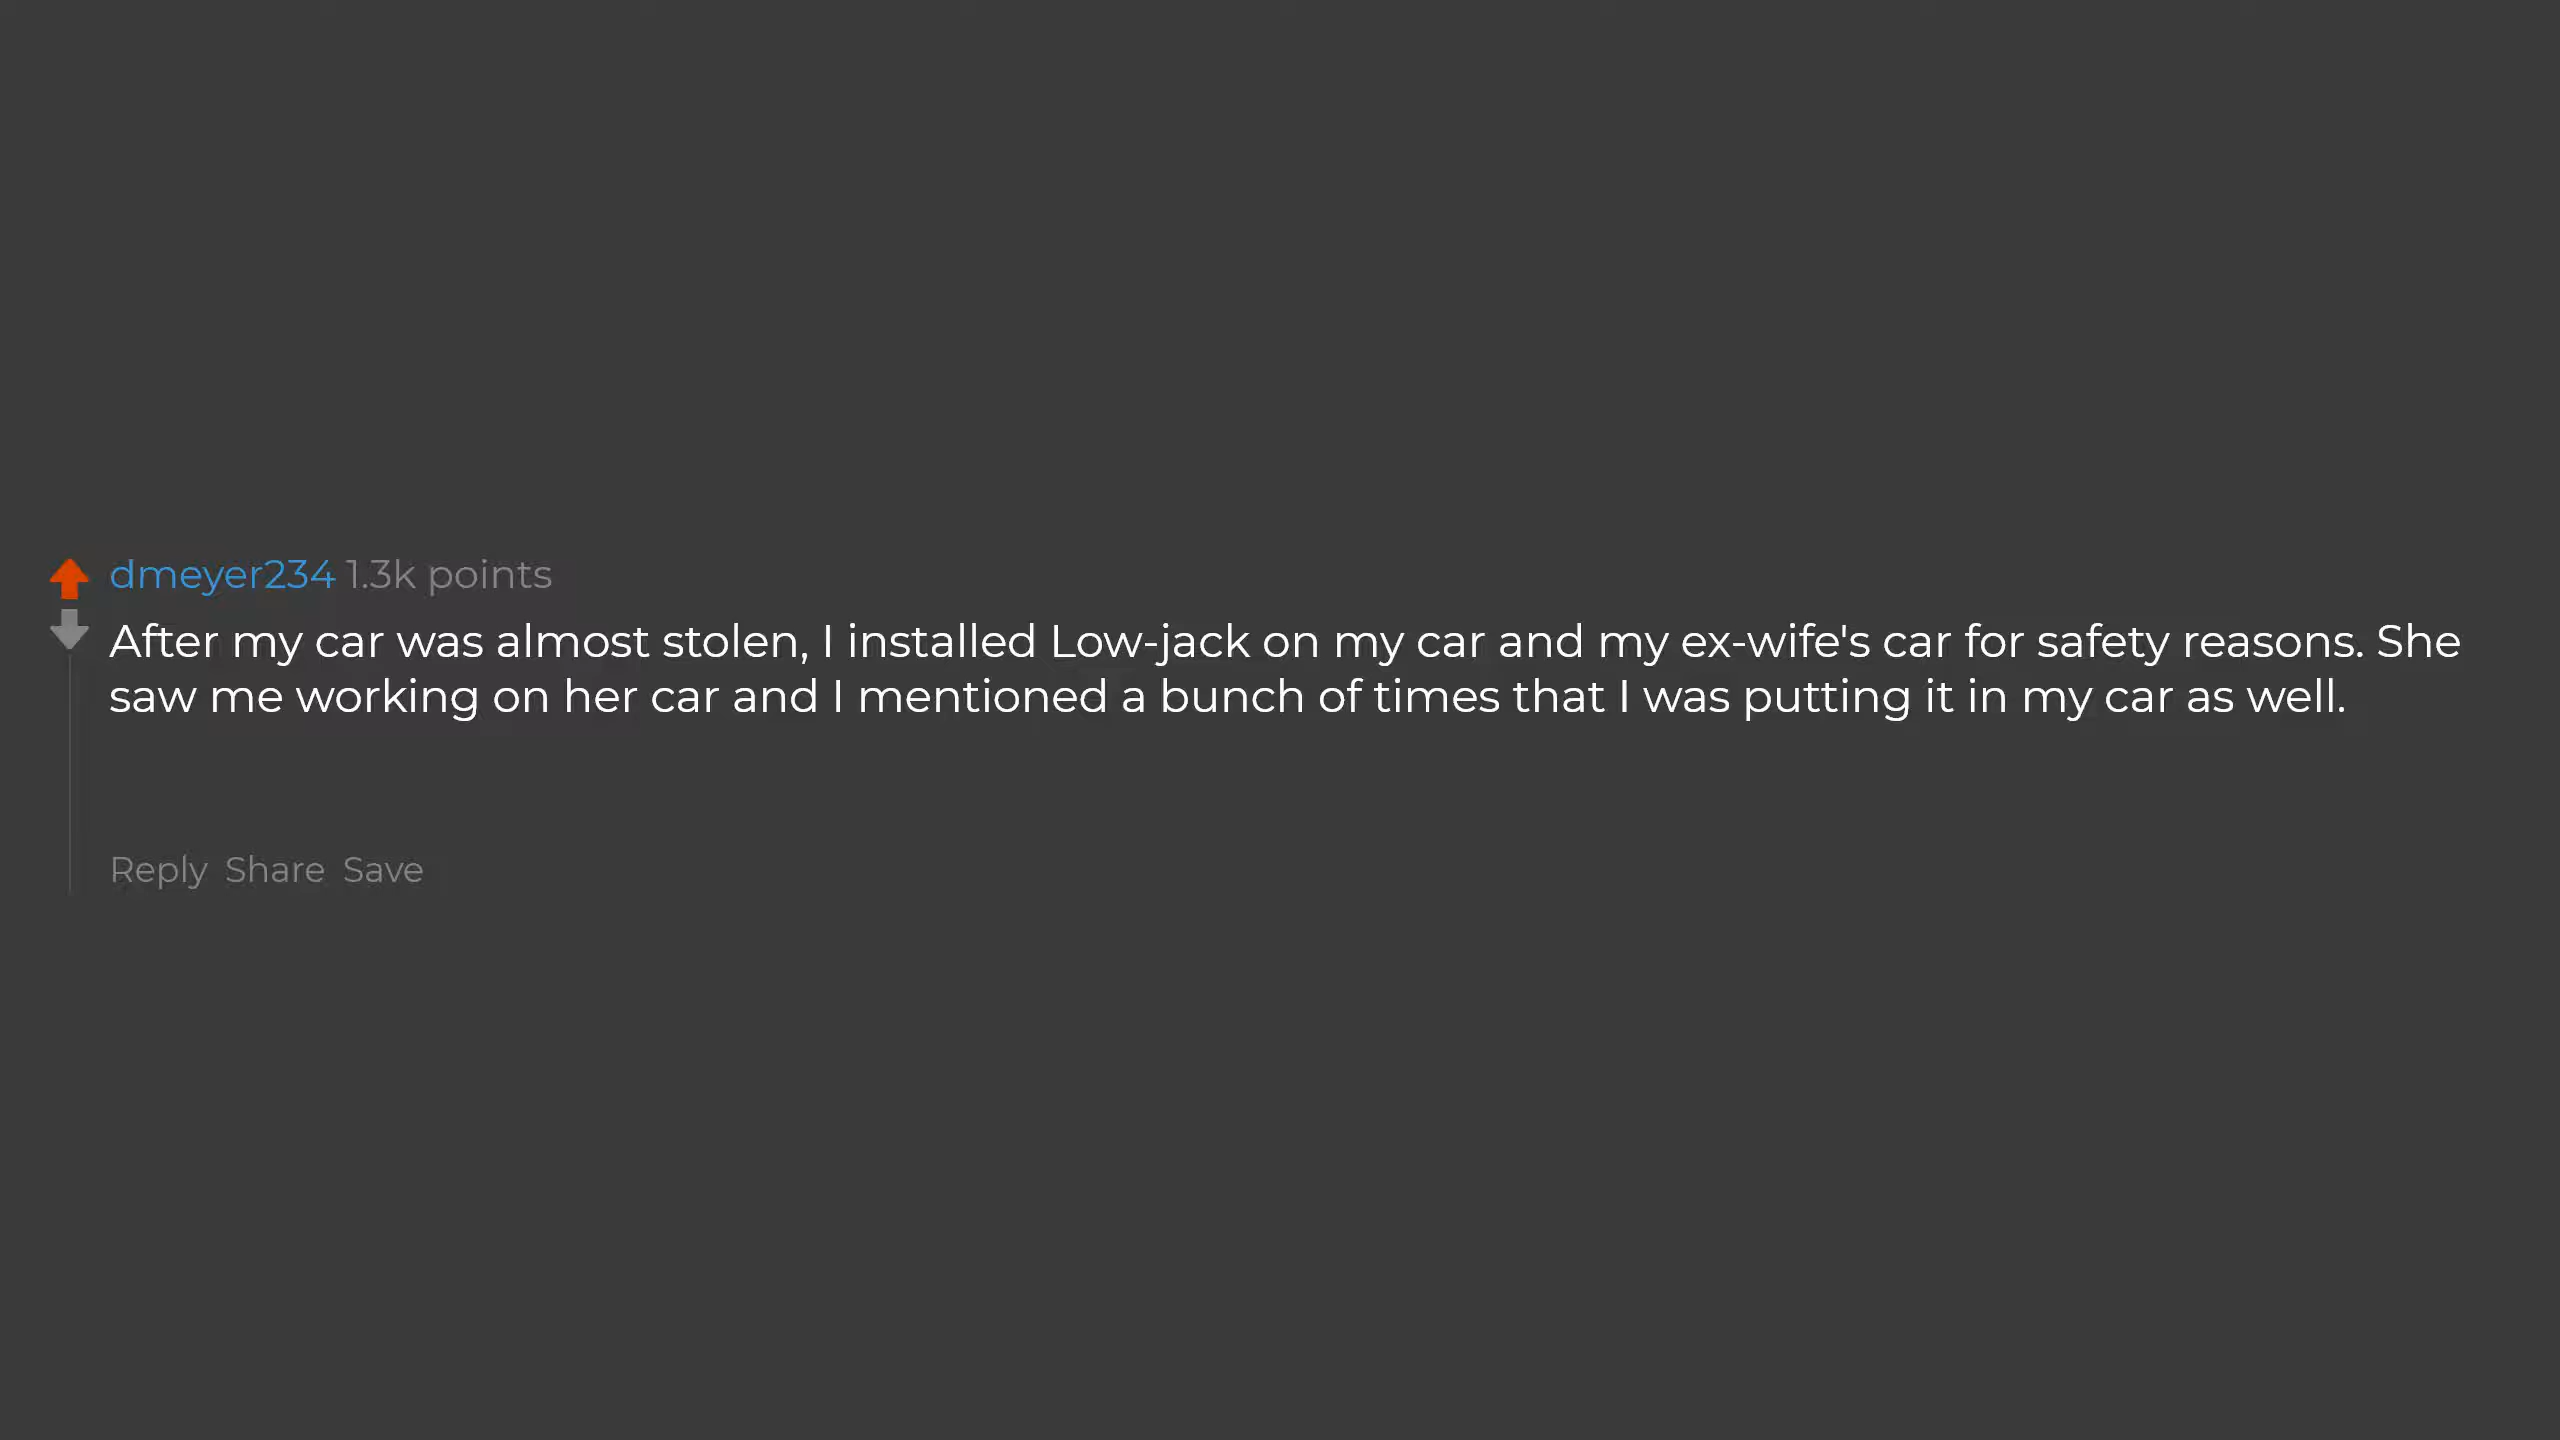 dmeyer234 1.3k points
After my car was almost stolen, I installed Low-jack on my car and my ex-wife's car for safety reasons. She
saw me working on her car and I mentioned a bunch of times that I was putting it in my car as well.
Reply Share Save